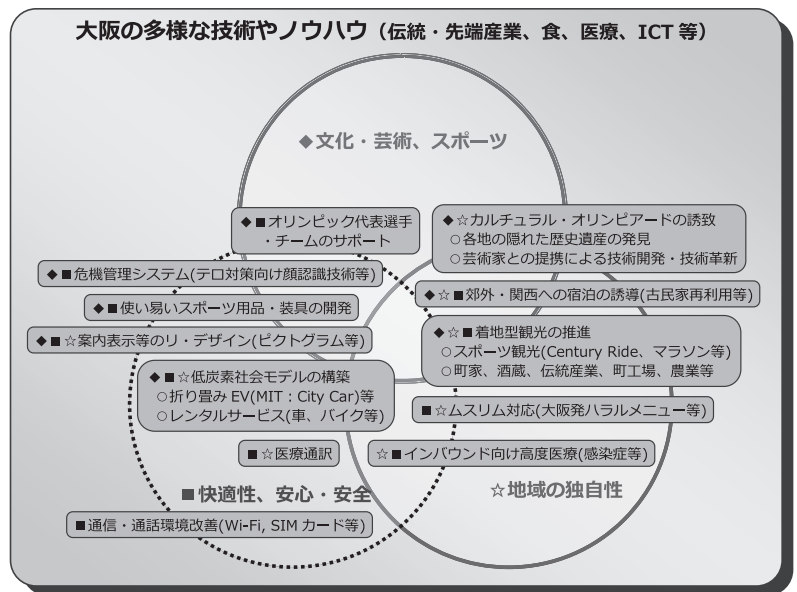 大阪の多様な技術やノウハウ（伝統・先端産業、食、医療、ICT 等）
◆文化・芸術、スポーツ
◆■オリンピック代表選手
・チームのサポート
◆☆カルチュラル・オリンピアードの誘致
○各地の隠れた歴史遺産の発見
○芸術家との提携による技術開発・技術革新
◆■危機管理システム(テロ対策向け顔認識技術等)
◆☆■郊外・関西への宿泊の誘導(古民家再利用等)
◆■使い易いスポーツ用品・装具の開発
◆☆■着地型観光の推進
○スポーツ観光(Century Ride、マラソン等)
○町家、酒蔵、伝統産業、町工場、農業等
◆■☆案内表示等のリ・デザイン(ピクトグラム等)
◆■☆低炭素社会モデルの構築
○折り畳み EV(MIT：City Car)等
○レンタルサービス(車、バイク等)
■☆ムスリム対応(大阪発ハラルメニュー等)
■☆医療通訳
☆■インバウンド向け高度医療(感染症等)
■快適性、安心・安全
☆地域の独自性
■通信・通話環境改善(Wi-Fi, SIM カード等)